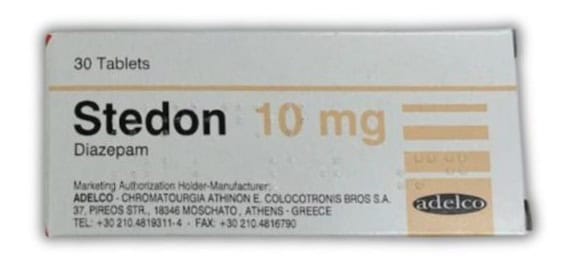 30 Tablets
Stedon 10 mg
Diazepam
Marketing Authorization Holder-Manufacturer:
ADELCO - CHROMATOURGIA ATHINON E. COLOCOTRONIS BROS S.A.
37, PIREOS STR., 18346 MOSCHATO, ATHENS - GREECE
TEL: +30 210.4819311-4 - FAX: +30 210.4816790
adelco